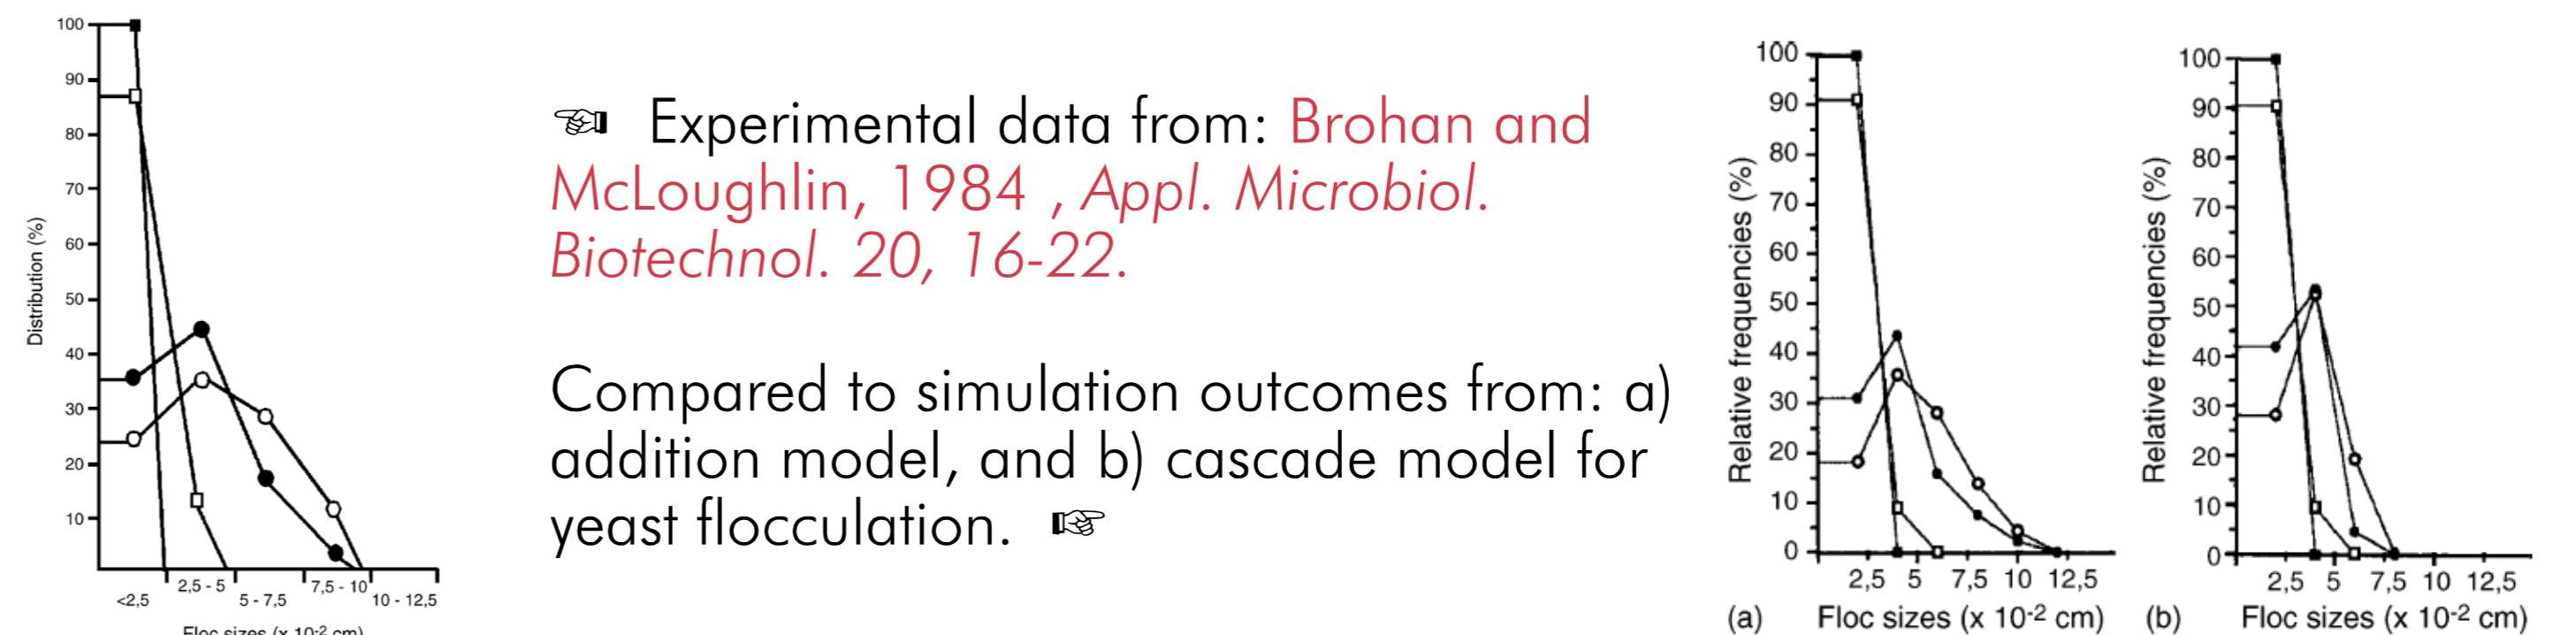 100
90
80
70
60
50
40
30
20
10
Distribution (%)
<2,5
2,5 - 5
5 - 7,5
7,5 - 10
10 - 12,5
Floc sizes (x 10-2 cm)
☜ Experimental data from: Brohan and
McLoughlin, 1984 , Appl. Microbiol.
Biotechnol. 20, 16-22.
Compared to simulation outcomes from: a)
addition model, and b) cascade model for
yeast flocculation. ☞
100
90
80
70
60
50
40
30
20
10
0
Relative frequencies (%)
2,5 5 7,5 10 12,5
(a) Floc sizes (x 10-2 cm)
100
90
80
70
60
50
40
30
20
10
0
Relative frequencies (%)
2,5 5 7,5 10 12,5
(b) Floc sizes (x 10-2 cm)